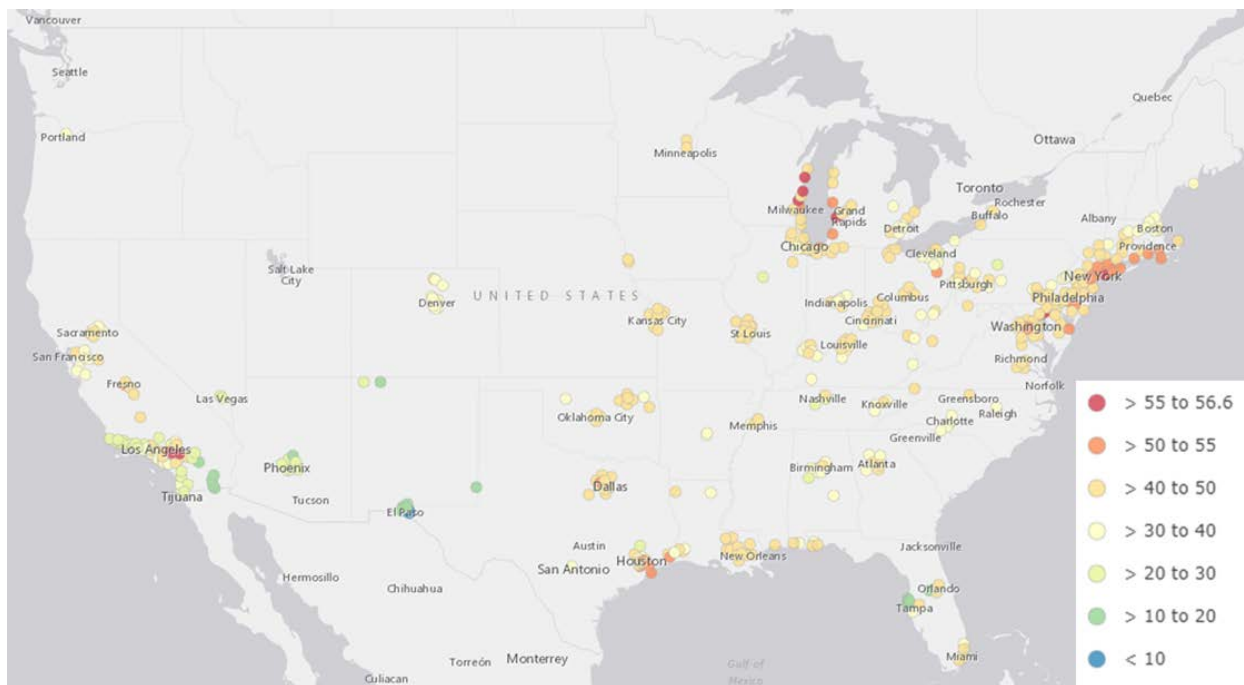 Vancouver
Seattle
Quebec
Portland
Ottawa
Minneapolis
Toronto
Rochester
Milwaukee
Grand
Rapids
Buffalo
Albany
Detroit
Boston
Chicago
Cleveland
Providence
Salt Lake
City
New York
Denver
UNITED STATES
Pittsburgh
Indianapolis
Columbus
Philadelphia
Kansas City
Cincinnati
Sacramento
St Louis
Washington
San Francisco
Louisville
Richmond
Fresno
Norfolk
Las Vegas
Nashville
Knoxville
Greensboro
Raleigh
Oklahoma City
Memphis
Charlotte
Greenville
Los Angeles
Phoenix
Birmingham
Atlanta
Tijuana
Tucson
Dallas
El Paso
Austin
Jacksonville
Houston
New Orleans
San Antonio
Hermosillo
Chihuahua
Orlando
Tampa
Torreón
Monterrey
Miami
Gulf of
Mexico
Culiacan
> 55 to 56.6
> 50 to 55
> 40 to 50
> 30 to 40
> 20 to 30
> 10 to 20
< 10